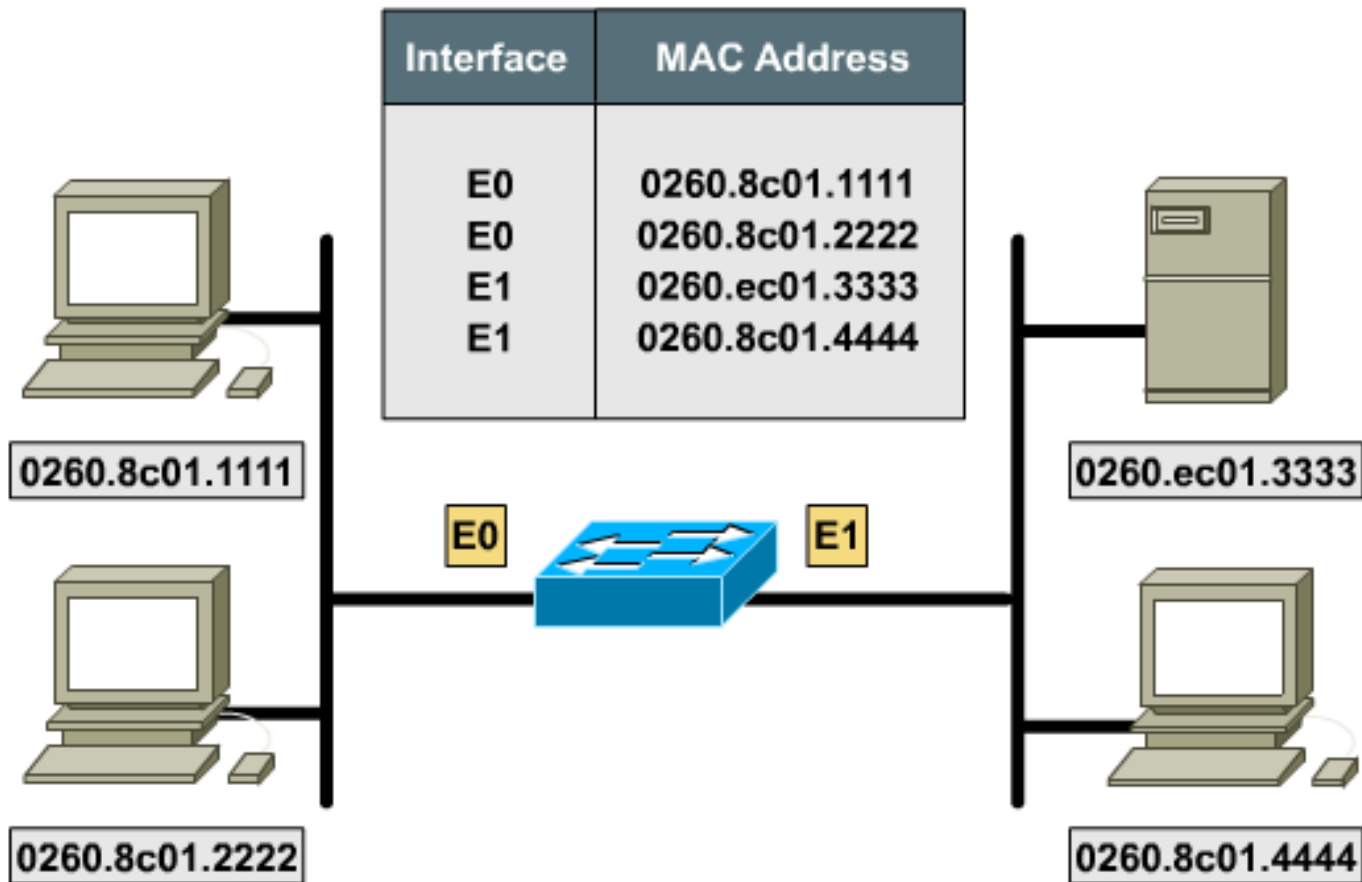 Interface MAC Address
E0 0260.8c01.1111
E0 0260.8c01.2222
E1 0260.ec01.3333
E1 0260.8c01.4444
0260.8c01.1111
0260.ec01.3333
E0
E1
0260.8c01.2222
0260.8c01.4444